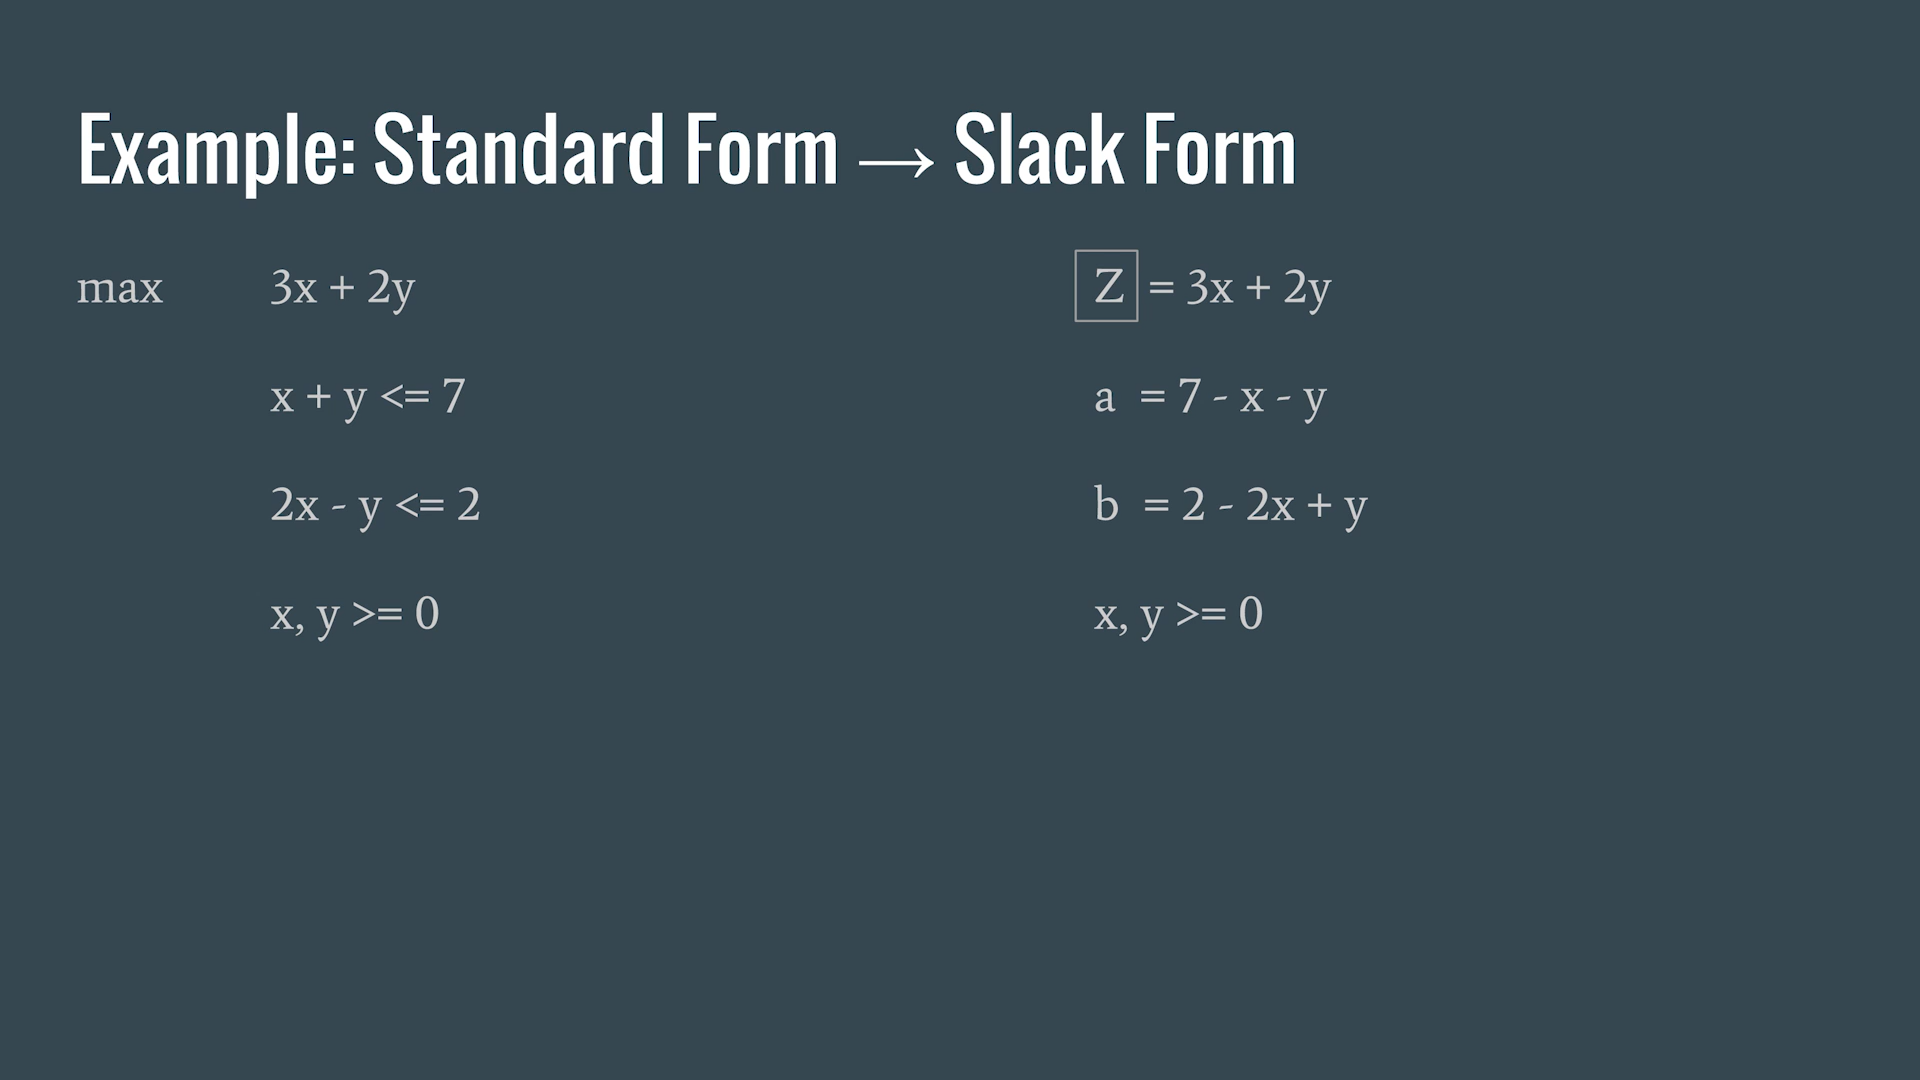 Example: Standard Form → Slack Form
max 3x + 2y
x + y <= 7
2x - y <= 2
x, y >= 0
Z = 3x + 2y
a = 7 - x - y
b = 2 - 2x + y
x, y >= 0